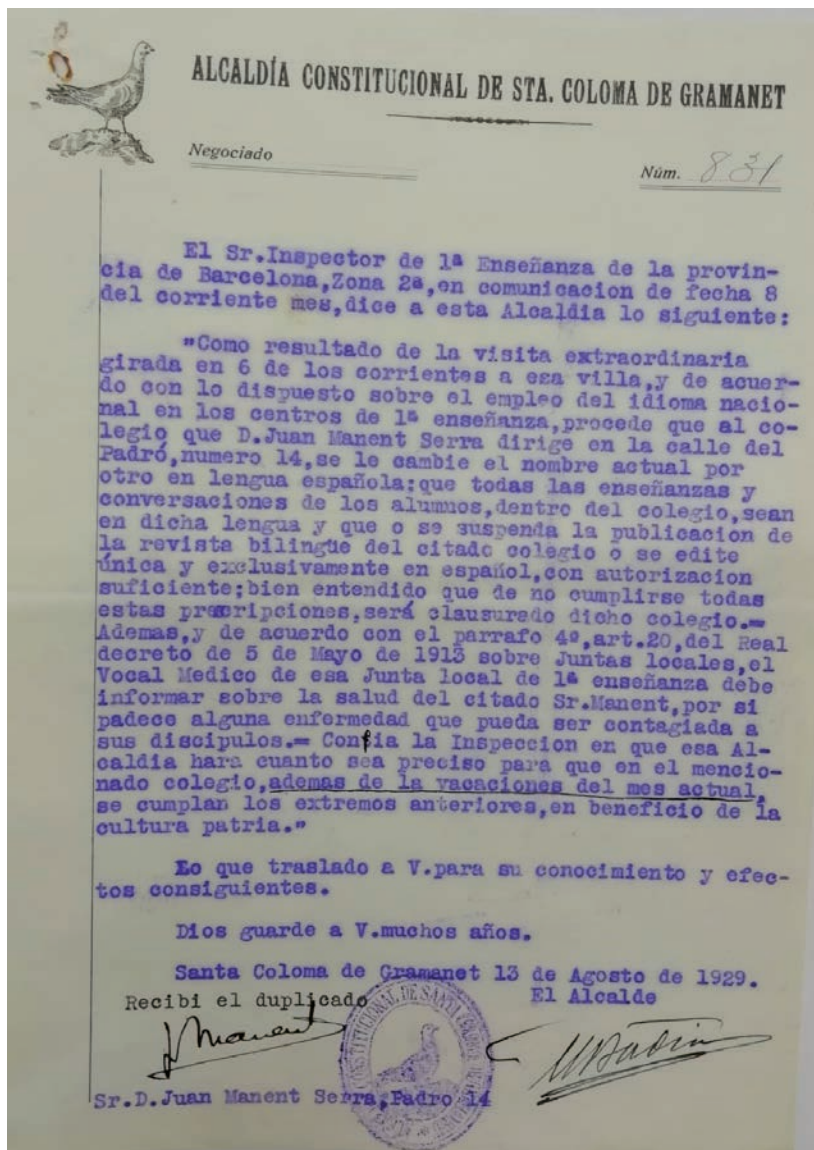 ALCALDÍA CONSTITUCIONAL DE STA. COLOMA DE GRAMANET
Negociado
Núm. 831
El Sr.Inspector de 1ª Enseñanza de la provin-
cia de Barcelona,Zona 2ª,en comunicacion de fecha 8
del corriente mes,dice a esta Alcaldia lo siguiente:
"Como resultado de la visita extraordinaria
girada en 6 de los corrientes a esa villa,y de acuer-
do con lo dispuesto sobre el empleo del idioma nacio-
nal en los centros de 1ª enseñanza,procede que al co-
legio que D.Juan Manent Serra dirige en la calle del
Padró,numero 14,se le cambie el nombre actual por
otro en lengua española:que todas las enseñanzas y
conversaciones de los alumnos,dentro del colegio,sean
en dicha lengua y que o se suspenda la publicacion de
la revista bilingüe del citado colegio o se edite
única y exclusivamente en español,con autorizacion
suficiente;bien entendido que de no cumplirse todas
estas prescripciones,será clausurado dicho colegio.=
Ademas,y de acuerdo con el parrafo 4º,art.20,del Real
decreto de 5 de Mayo de 1913 sobre Juntas locales,el
Vocal Medico de esa Junta local de 1ª enseñanza debe
informar sobre la salud del citado Sr.Manent,por si
padece alguna enfermedad que pueda ser contagiada a
sus discipulos.= Confia la Inspeccion en que esa Al-
caldia hara cuanto sea preciso para que en el mencio-
nado colegio,ademas de la vacaciones del mes actual,
se cumplan los extremos anteriores,en beneficio de la
cultura patria."
Lo que traslado a V.para su conocimiento y efec-
tos consiguientes.
Dios guarde a V.muchos años.
Santa Coloma de Gramanet 13 de Agosto de 1929.
Recibi el duplicado El Alcalde
J Manent
Sr.D.Juan Manent Serra,Padro 14